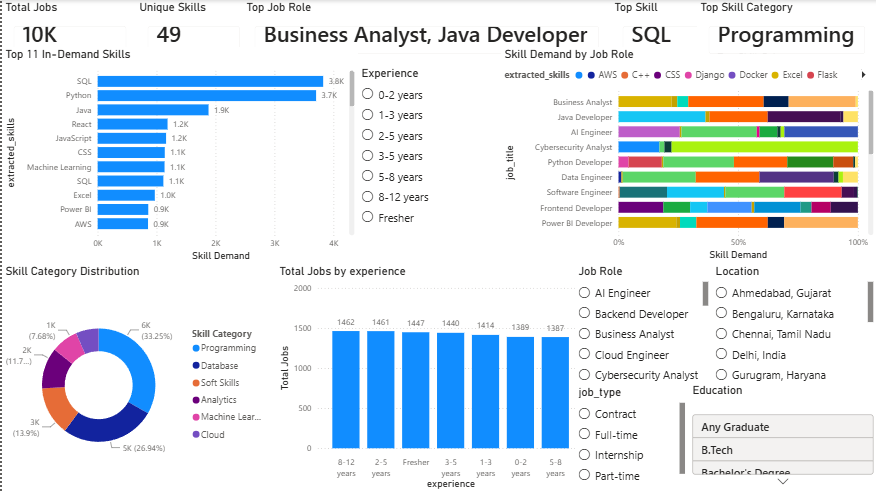 Total Jobs
Unique Skills
Top Job Role
Top Skill
Top Skill Category
10K
49
Business Analyst, Java Developer
SQL
Programming
Top 11 In-Demand Skills
extracted_skills
SQL 3.8K
Python 3.7K
Java 1.9K
React 1.2K
JavaScript 1.2K
CSS 1.1K
Machine Learning 1.1K
SQL 1.1K
Excel 1.0K
Power BI 0.9K
AWS 0.9K
0K 1K 2K 3K 4K
Skill Demand
Experience
0-2 years
1-3 years
2-5 years
3-5 years
5-8 years
8-12 years
Fresher
Skill Demand by Job Role
extracted_skills AWS C++ CSS Django Docker Excel Flask
job_title
Business Analyst
Java Developer
AI Engineer
Cybersecurity Analyst
Python Developer
Data Engineer
Software Engineer
Frontend Developer
Power BI Developer
0% 50% 100%
Skill Demand
Skill Category Distribution
6K
(33.25%)
5K (26.94%)
3K
(13.9%)
2K
(11.7...)
1K
(7.68%)
Skill Category
Programming
Database
Soft Skills
Analytics
Machine Lear...
Cloud
Total Jobs by experience
Total Jobs
2000
1500
1000
500
0
1462 1461 1447 1440 1414 1389 1387
8-12 years
2-5 years
Fresher
3-5 years
1-3 years
0-2 years
5-8 years
experience
Job Role
AI Engineer
Backend Developer
Business Analyst
Cloud Engineer
Cybersecurity Analyst
job_type
Contract
Full-time
Internship
Part-time
Location
Ahmedabad, Gujarat
Bengaluru, Karnataka
Chennai, Tamil Nadu
Delhi, India
Gurugram, Haryana
Education
Any Graduate
B.Tech
Bachelor's Degree